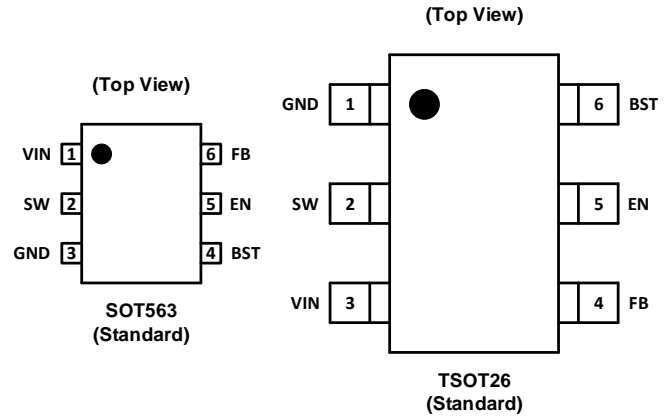 (Top View)
VIN 1 6 FB
SW 2 5 EN
GND 3 4 BST
SOT563
(Standard)
(Top View)
GND 1 6 BST
SW 2 5 EN
VIN 3 4 FB
TSOT26
(Standard)